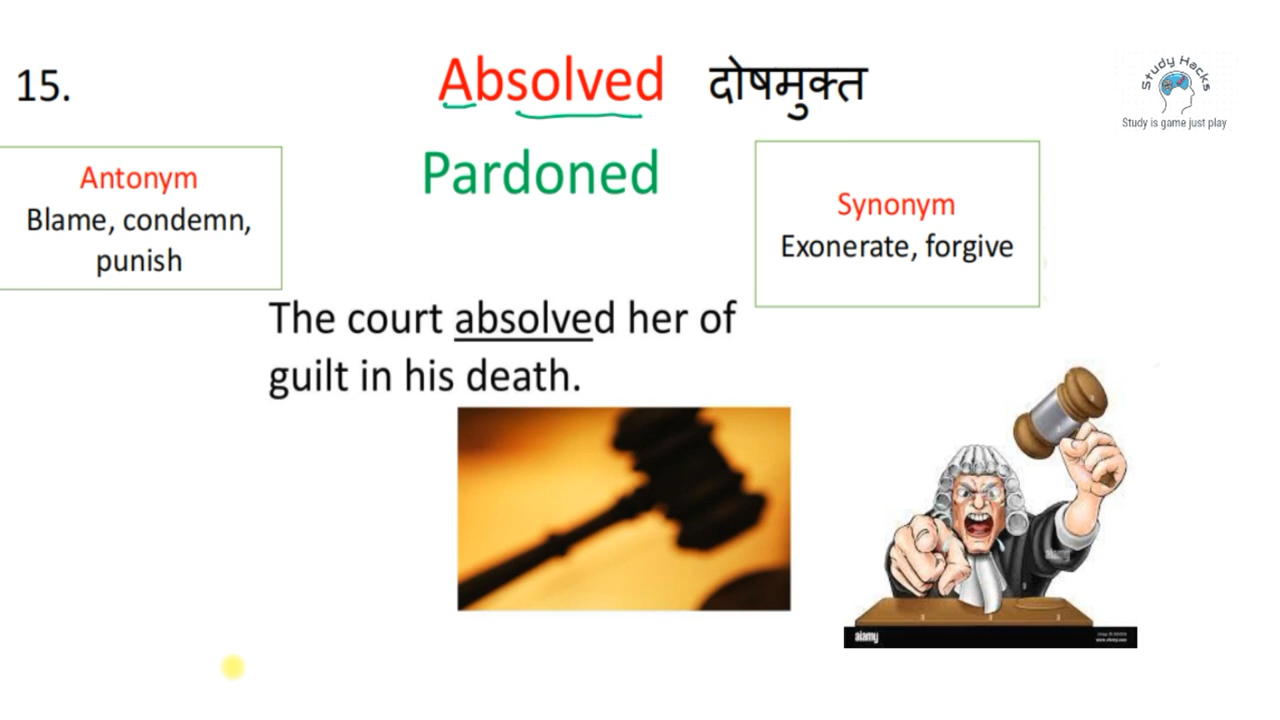 15.
Absolved दोषमुक्त
Study Hacks
Study is game just play
Pardoned
Antonym
Blame, condemn,
punish
Synonym
Exonerate, forgive
The court absolved her of
guilt in his death.
alamy